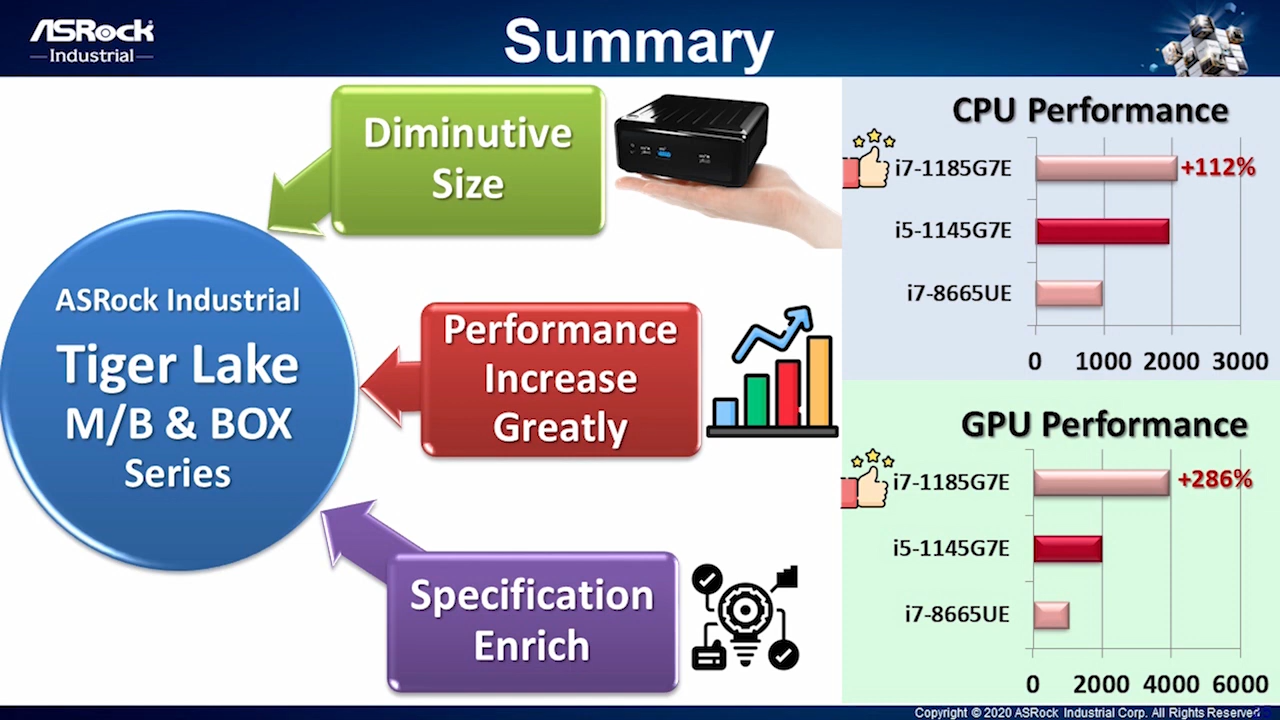 ASRock
Industrial
Summary
Diminutive
Size
ASRock Industrial
Tiger Lake
M/B & BOX
Series
Performance
Increase
Greatly
Specification
Enrich
CPU Performance
i7-1185G7E
+112%
i5-1145G7E
i7-8665UE
0 1000 2000 3000
GPU Performance
i7-1185G7E
+286%
i5-1145G7E
i7-8665UE
0 2000 4000 6000
Copyright © 2020 ASRock Industrial Corp. All Rights Reserved